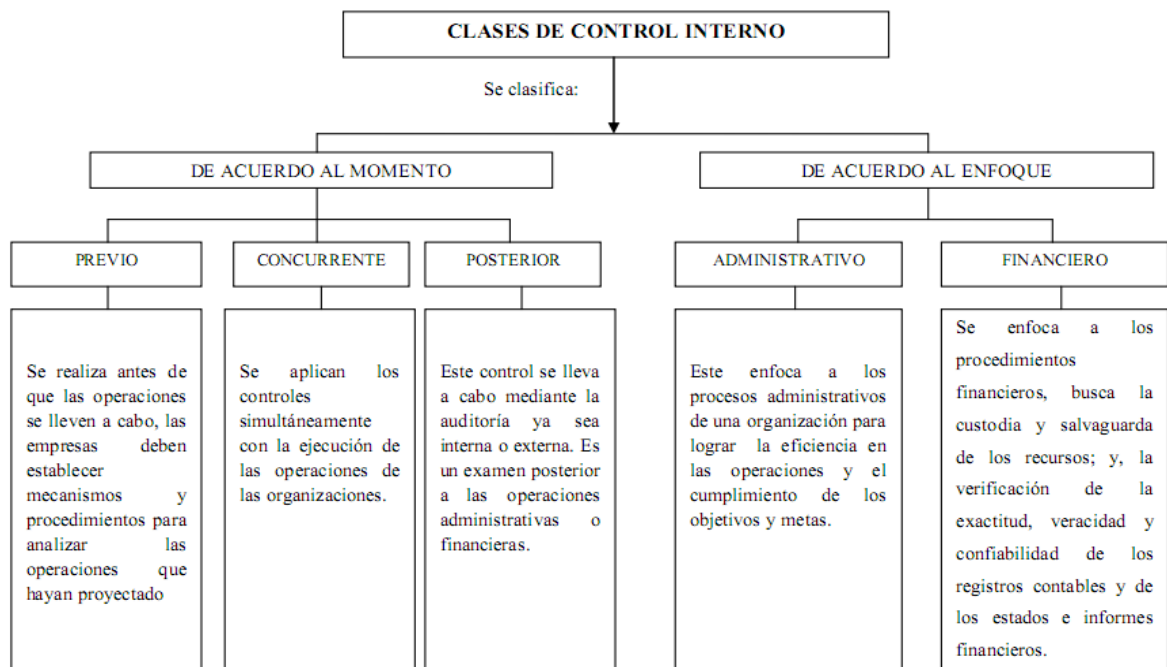 CLASES DE CONTROL INTERNO
Se clasifica:
DE ACUERDO AL MOMENTO
DE ACUERDO AL ENFOQUE
PREVIO
CONCURRENTE
POSTERIOR
ADMINISTRATIVO
FINANCIERO
Se realiza antes de
que las operaciones
se lleven a cabo, las
empresas deben
establecer
mecanismos y
procedimientos para
analizar las
operaciones que
hayan proyectado
Se aplican los
controles
simultáneamente
con la ejecución de
las operaciones de
las organizaciones.
Este control se lleva
a cabo mediante la
auditoría ya sea
interna o externa. Es
un examen posterior
a las operaciones
administrativas o
financieras.
Este enfoca a los
procesos administrativos
de una organización para
lograr la eficiencia en
las operaciones y el
cumplimiento de los
objetivos y metas.
Se enfoca a los
procedimientos
financieros, busca la
custodia y salvaguarda
de los recursos; y, la
verificación de la
exactitud, veracidad y
confiabilidad de los
registros contables y de
los estados e informes
financieros.